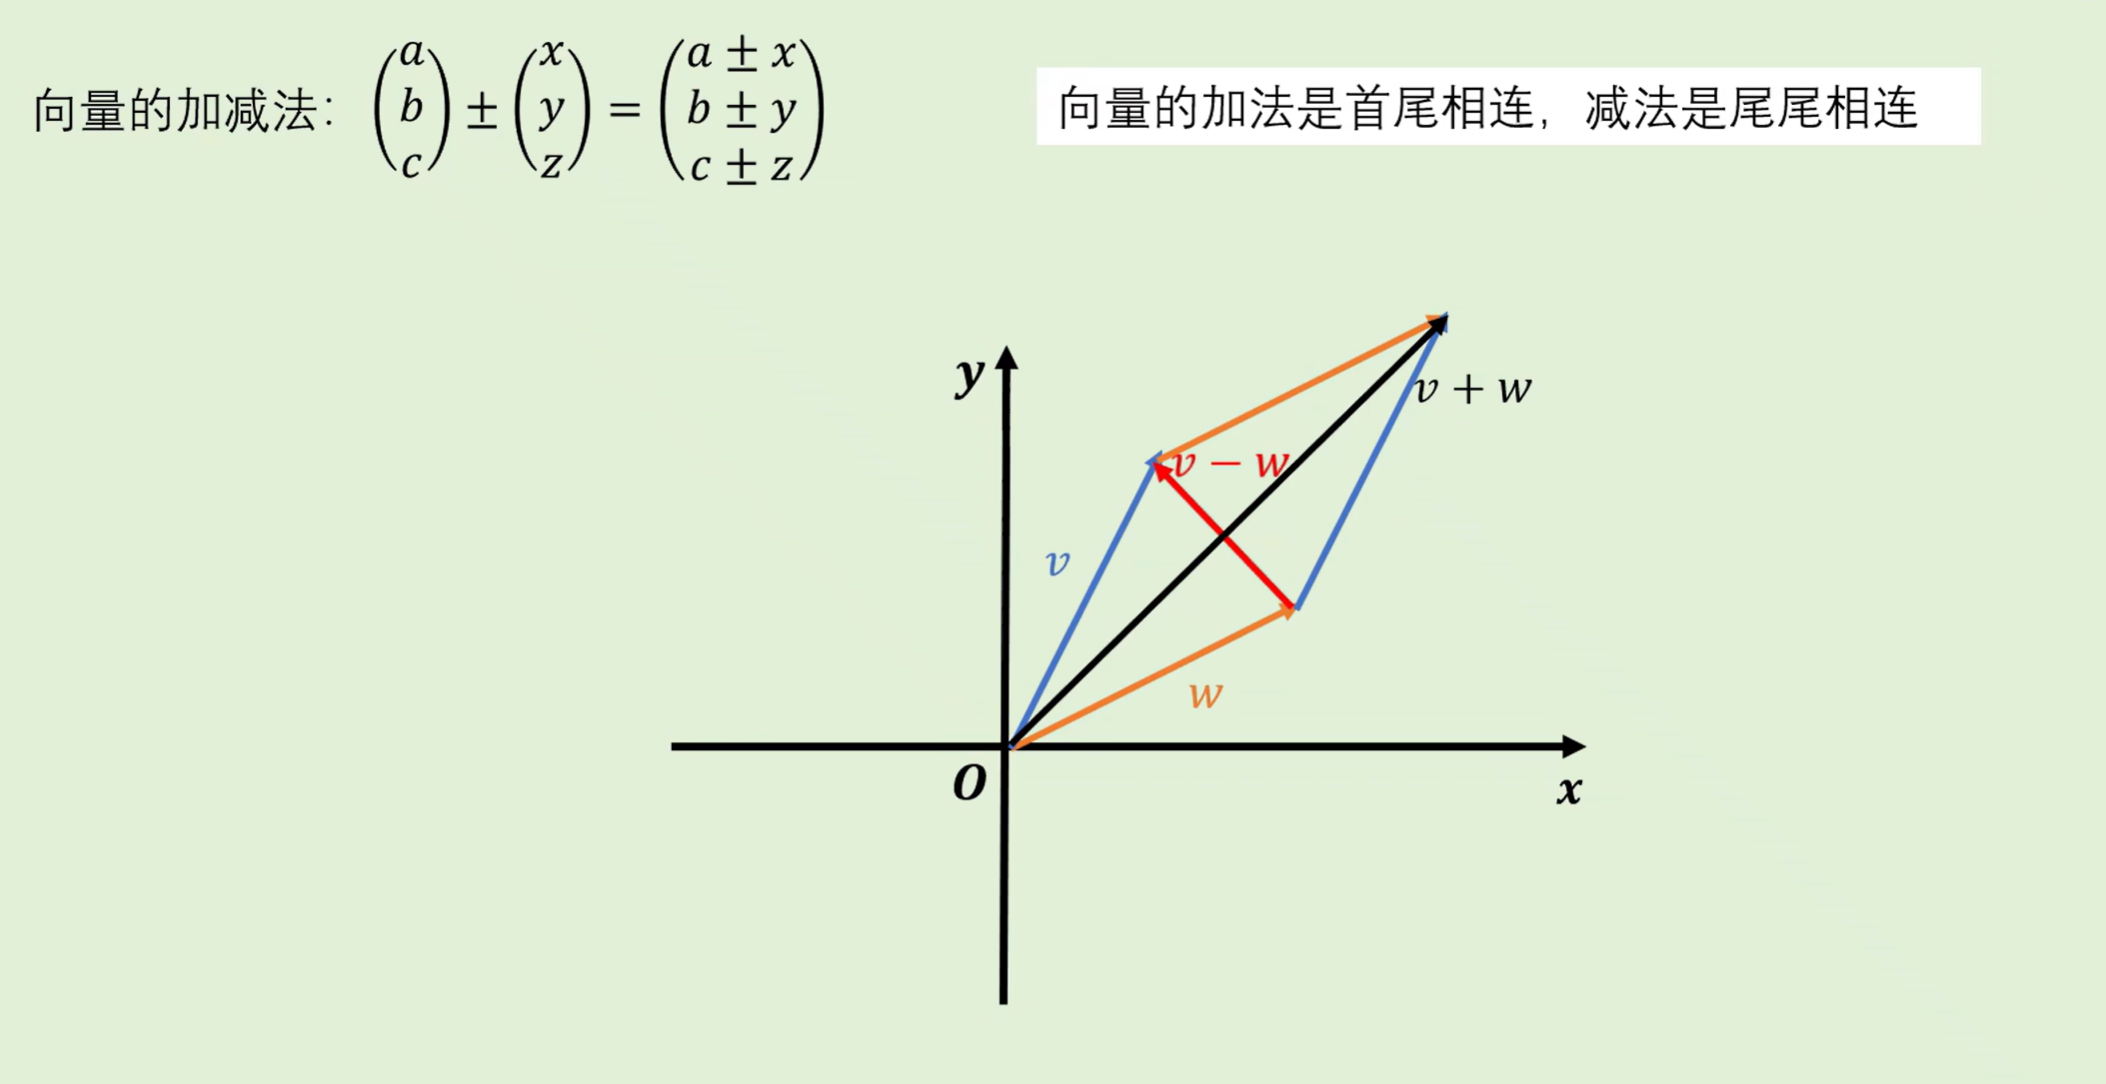 向量的加减法: (a b c) ± (x y z) = (a ± x b ± y c ± z)
向量的加法是首尾相连，减法是尾尾相连
y
v + w
v − w
v
w
O
x